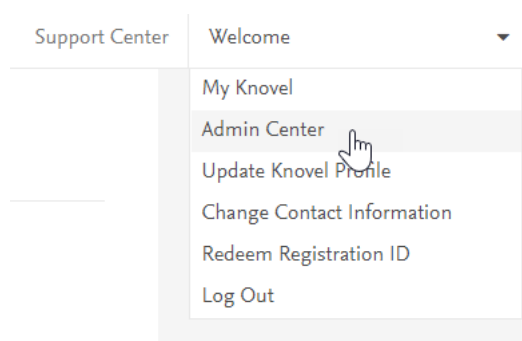 Support Center Welcome
My Knovel
Admin Center
Update Knovel Profile
Change Contact Information
Redeem Registration ID
Log Out